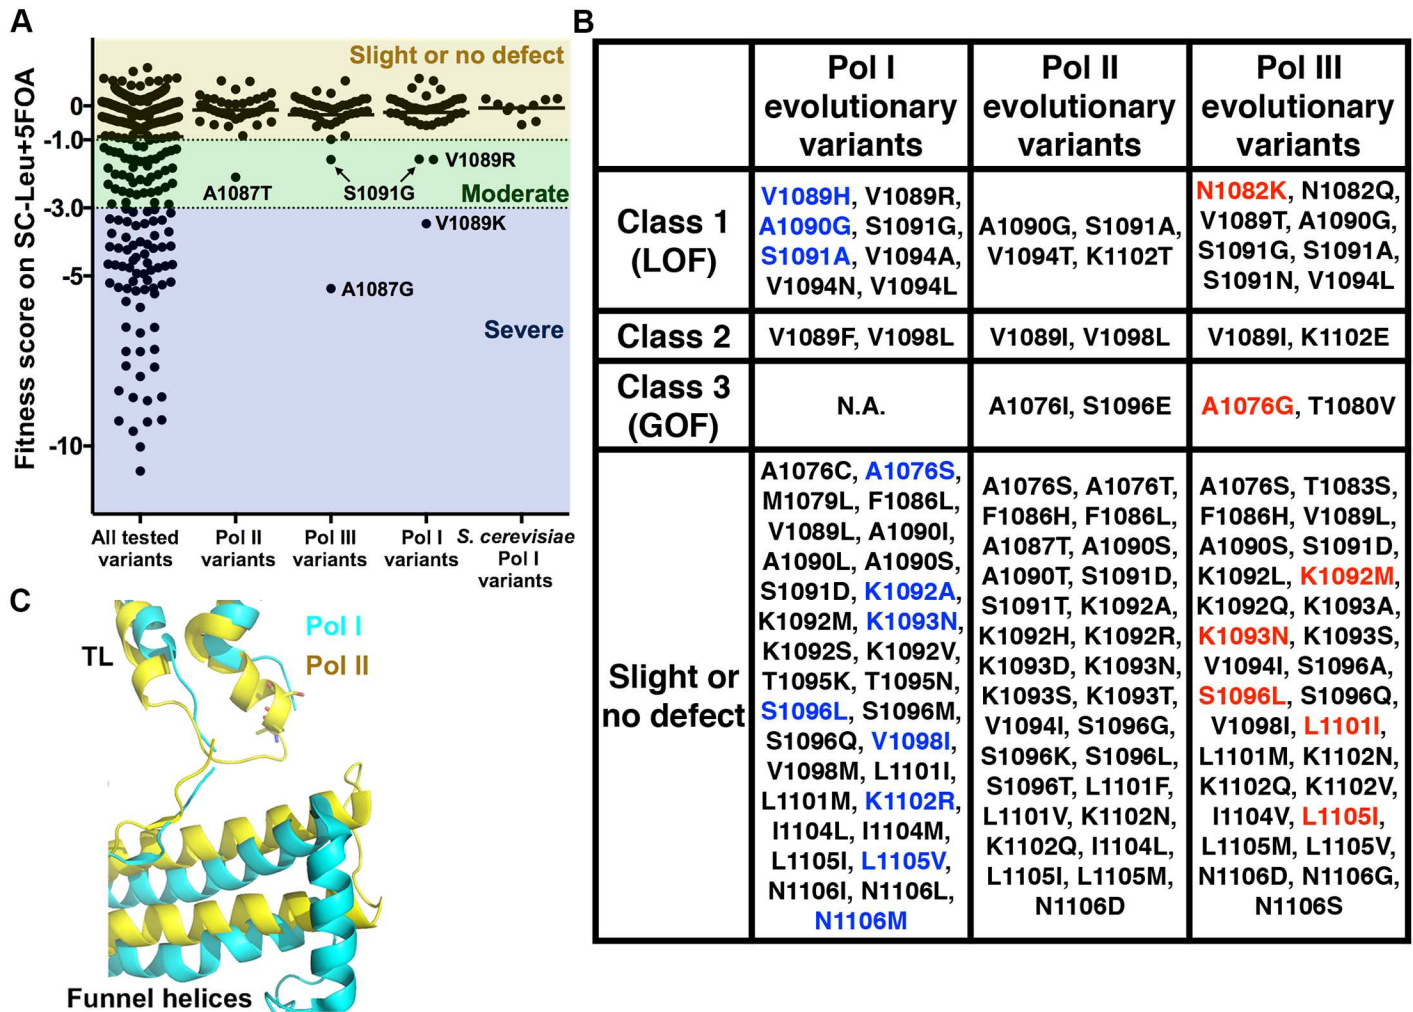 A
Fitness score on SC-Leu+5FOA
0
-1.0
-3.0
-5
-10
Slight or no defect
Moderate
Severe
A1087T
S1091G
V1089R
V1089K
A1087G
All tested
variants
Pol II
variants
Pol III
variants
Pol I
variants
S. cerevisiae
Pol I
variants
B
Pol I
evolutionary
variants
Pol II
evolutionary
variants
Pol III
evolutionary
variants
Class 1
(LOF)
V1089H, V1089R,
A1090G, S1091G,
S1091A, V1094A,
V1094N, V1094L
A1090G, S1091A,
V1094T, K1102T
N1082K, N1082Q,
V1089T, A1090G,
S1091G, S1091A,
S1091N, V1094L
Class 2
V1089F, V1098L
V1089I, V1098L
V1089I, K1102E
Class 3
(GOF)
N.A.
A1076I, S1096E
A1076G, T1080V
Slight or
no defect
A1076C, A1076S,
M1079L, F1086L,
V1089L, A1090I,
A1090L, A1090S,
S1091D, K1092A,
K1092M, K1093N,
K1092S, K1092V,
T1095K, T1095N,
S1096L, S1096M,
S1096Q, V1098I,
V1098M, L1101I,
L1101M, K1102R,
I1104L, I1104M,
L1105I, L1105V,
N1106I, N1106L,
N1106M
A1076S, A1076T,
F1086H, F1086L,
A1087T, A1090S,
A1090T, S1091D,
S1091T, K1092A,
K1092H, K1092R,
K1093D, K1093N,
K1093S, K1093T,
V1094I, S1096G,
S1096K, S1096L,
S1096T, L1101F,
L1101V, K1102N,
K1102Q, I1104L,
L1105I, L1105M,
N1106D
A1076S, T1083S,
F1086H, V1089L,
A1090S, S1091D,
K1092L, K1092M,
K1092Q, K1093A,
K1093N, K1093S,
V1094I, S1096A,
S1096L, S1096Q,
V1098I, L1101I,
L1101M, K1102N,
K1102Q, K1102V,
I1104V, L1105I,
L1105M, L1105V,
N1106D, N1106G,
N1106S
C
TL
Pol I
Pol II
Funnel helices